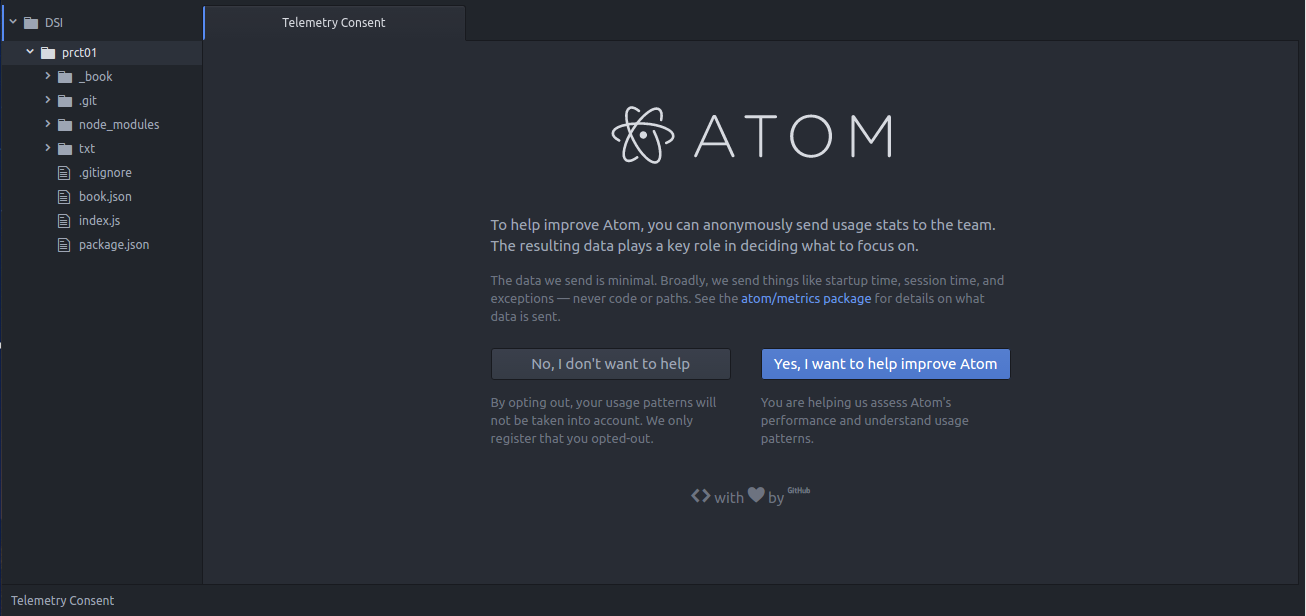 DSI
prct01
_book
.git
node_modules
txt
.gitignore
book.json
index.js
package.json
Telemetry Consent
ATOM
To help improve Atom, you can anonymously send usage stats to the team.
The resulting data plays a key role in deciding what to focus on.
The data we send is minimal. Broadly, we send things like startup time, session time, and
exceptions — never code or paths. See the atom/metrics package for details on what
data is sent.
No, I don't want to help
By opting out, your usage patterns will
not be taken into account. We only
register that you opted-out.
Yes, I want to help improve Atom
You are helping us assess Atom's
performance and understand usage
patterns.
with by GitHub
Telemetry Consent